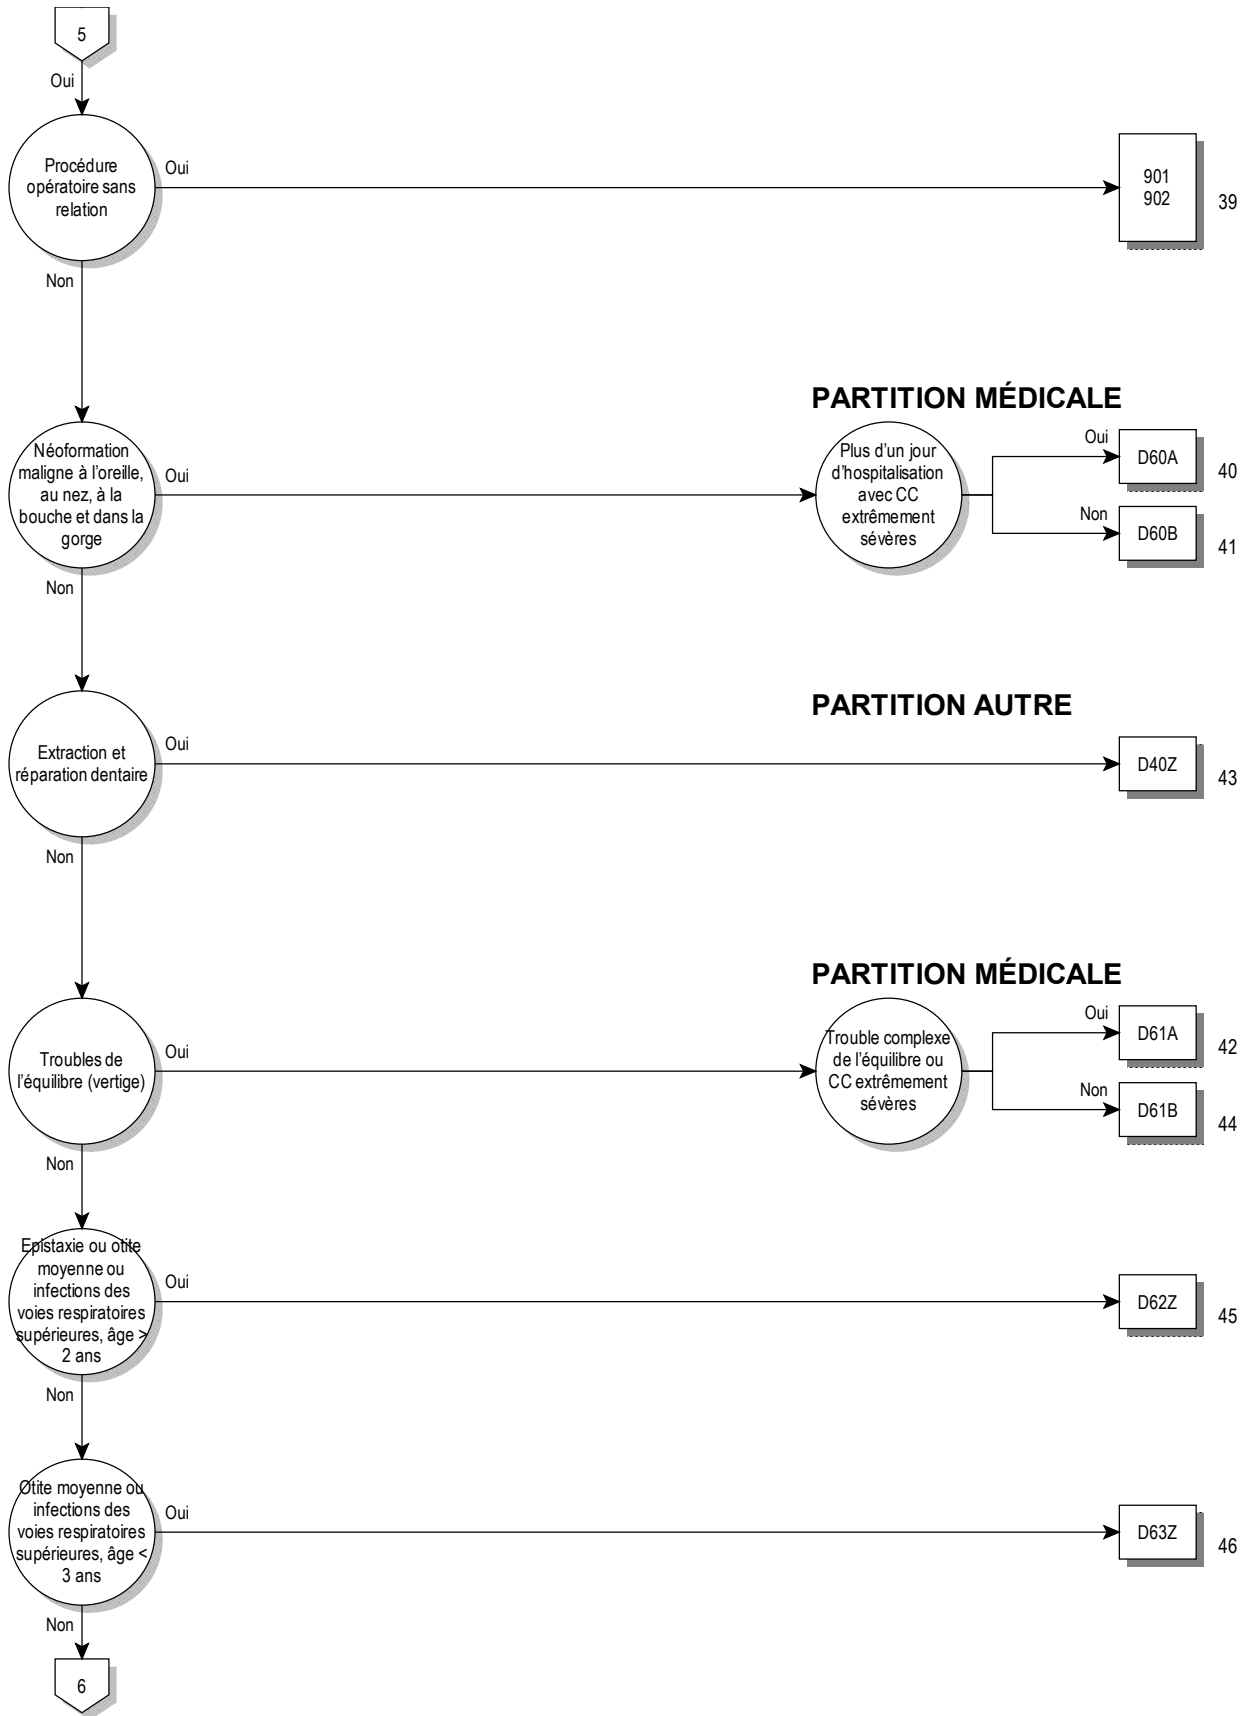 5
Oui
Procédure
opératoire sans
relation
Oui
901
902
39
Non
PARTITION MÉDICALE
Néoformation
maligne à l'oreille,
au nez, à la
bouche et dans la
gorge
Oui
Plus d'un jour
d'hospitalisation
avec CC
extrêmement
sévères
Oui
D60A
40
Non
D60B
41
Non
PARTITION AUTRE
Extraction et
réparation dentaire
Oui
D40Z
43
Non
PARTITION MÉDICALE
Troubles de
l'équilibre (vertige)
Oui
Trouble complexe
de l'équilibre ou
CC extrêmement
sévères
Oui
D61A
42
Non
D61B
44
Non
Epistaxie ou otite
moyenne ou
infections des
voies respiratoires
supérieures, âge >
2 ans
Oui
D62Z
45
Non
Otite moyenne ou
infections des
voies respiratoires
supérieures, âge <
3 ans
Oui
D63Z
46
Non
6